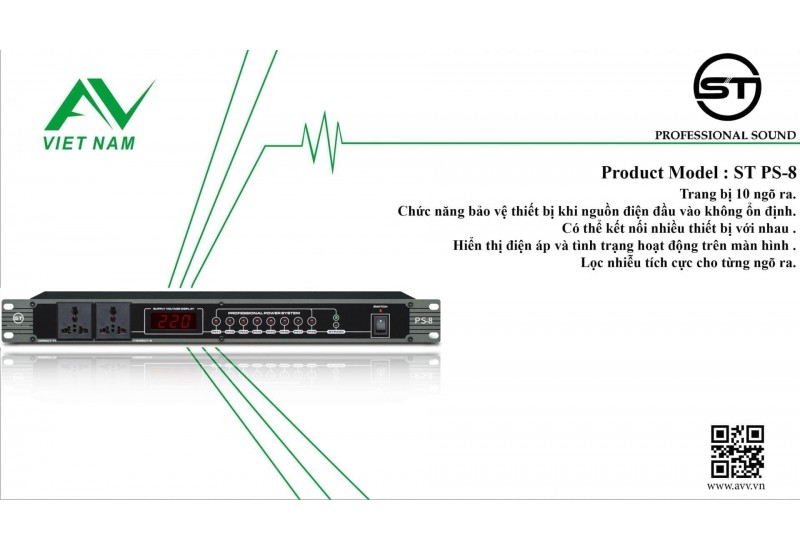 AV
VIET NAM
ST
PROFESSIONAL SOUND
Product Model : ST PS-8
Trang bị 10 ngõ ra.
Chức năng bảo vệ thiết bị khi nguồn điện đầu vào không ổn định.
Có thể kết nối nhiều thiết bị với nhau .
Hiển thị điện áp và tình trạng hoạt động trên màn hình .
Lọc nhiễu tích cực cho từng ngõ ra.
ST
SUPPLY VOLTAGE DISPLAY
220
PROFESSIONAL POWER SYSTEM
SWITCH
PS-8
www.avv.vn